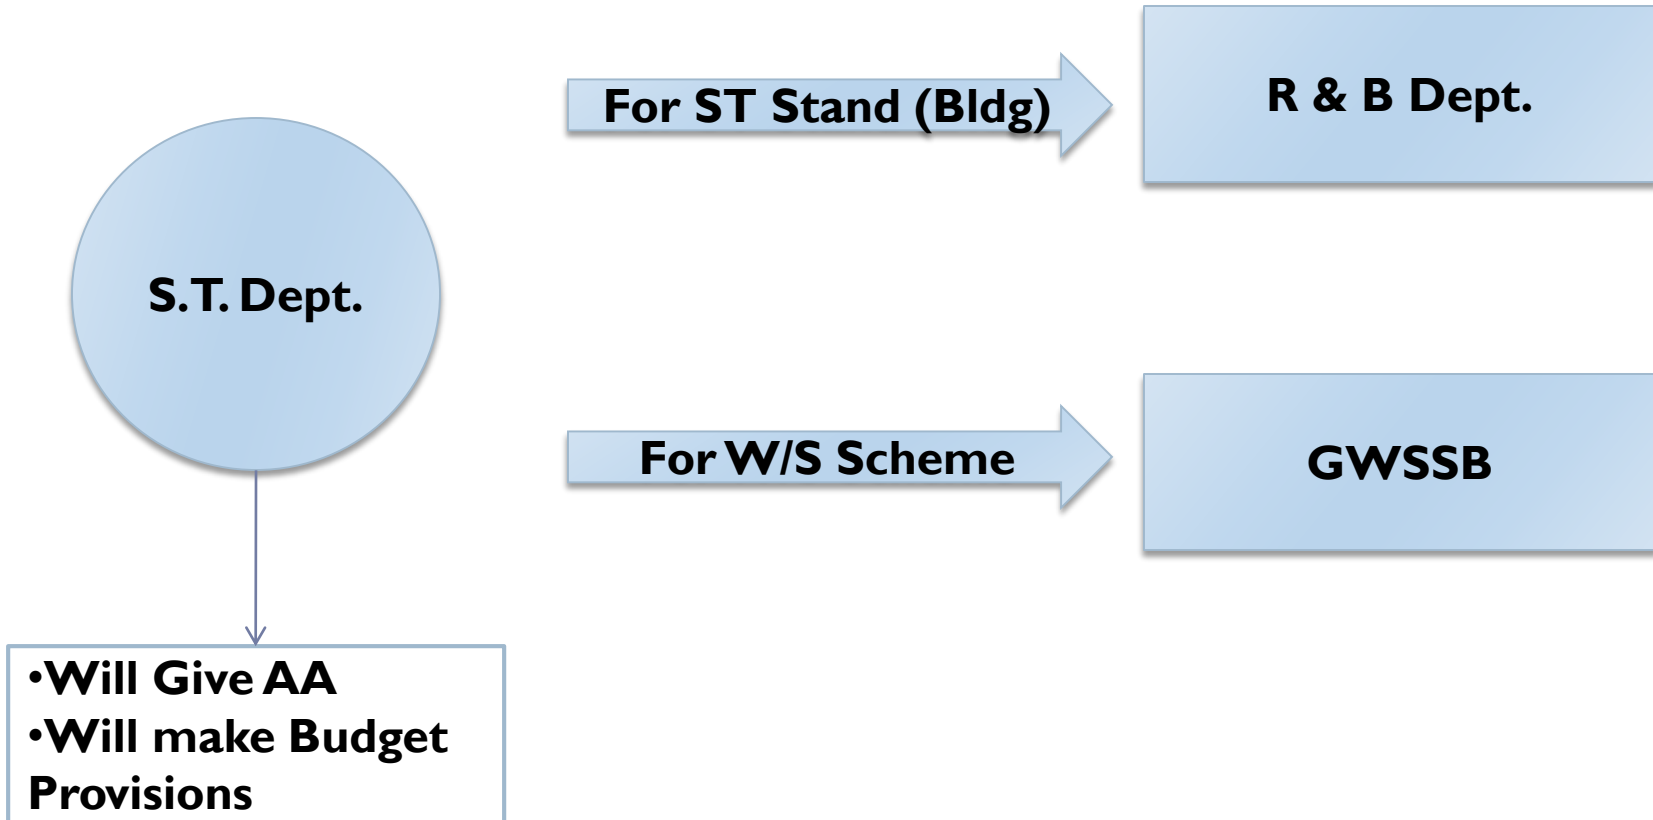 For ST Stand (Bldg)
R & B Dept.
S.T. Dept.
For W/S Scheme
GWSSB
•Will Give AA
•Will make Budget
Provisions